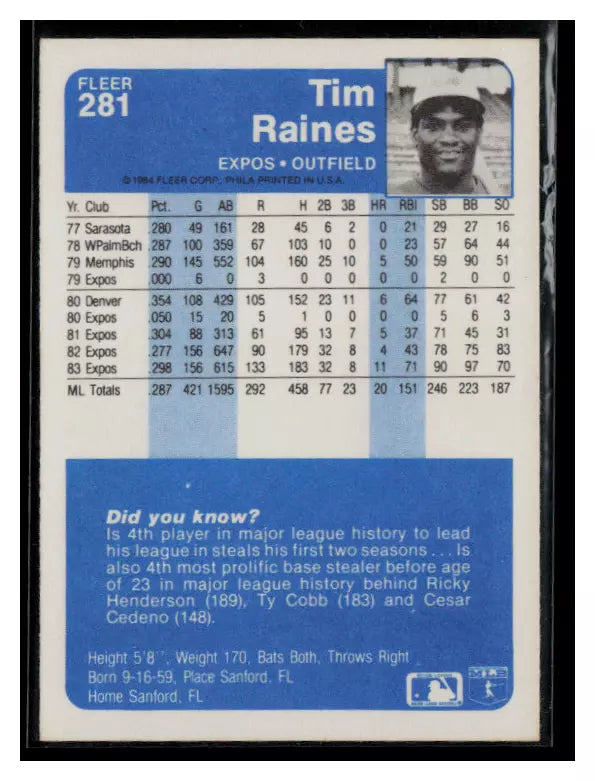 FLEER
281
Tim
Raines
EXPOS • OUTFIELD
© 1984 FLEER CORP., PHILA PRINTED IN U.S.A.
Yr. Club Pct. G AB R H 2B 3B HR RBI SB BB SO
77 Sarasota .280 49 161 28 45 6 2 0 21 29 27 16
78 WPalmBch .287 100 359 67 103 10 0 0 23 57 64 44
79 Memphis .290 145 552 104 160 25 10 5 50 59 90 51
79 Expos .000 6 0 3 0 0 0 0 0 2 0 0
80 Denver .354 108 429 105 152 23 11 6 64 77 61 42
80 Expos .050 15 20 5 1 0 0 0 0 5 6 3
81 Expos .304 88 313 61 95 13 7 5 37 71 45 31
82 Expos .277 156 647 90 179 32 8 4 43 78 75 83
83 Expos .298 156 615 133 183 32 8 11 71 90 97 70
ML Totals .287 421 1595 292 458 77 23 20 151 246 223 187
Did you know?
Is 4th player in major league history to lead
his league in steals his first two seasons . . . Is
also 4th most prolific base stealer before age
of 23 in major league history behind Ricky
Henderson (189), Ty Cobb (183) and Cesar
Cedeno (148).
Height 5'8", Weight 170, Bats Both, Throws Right
Born 9-16-59, Place Sanford, FL
Home Sanford, FL